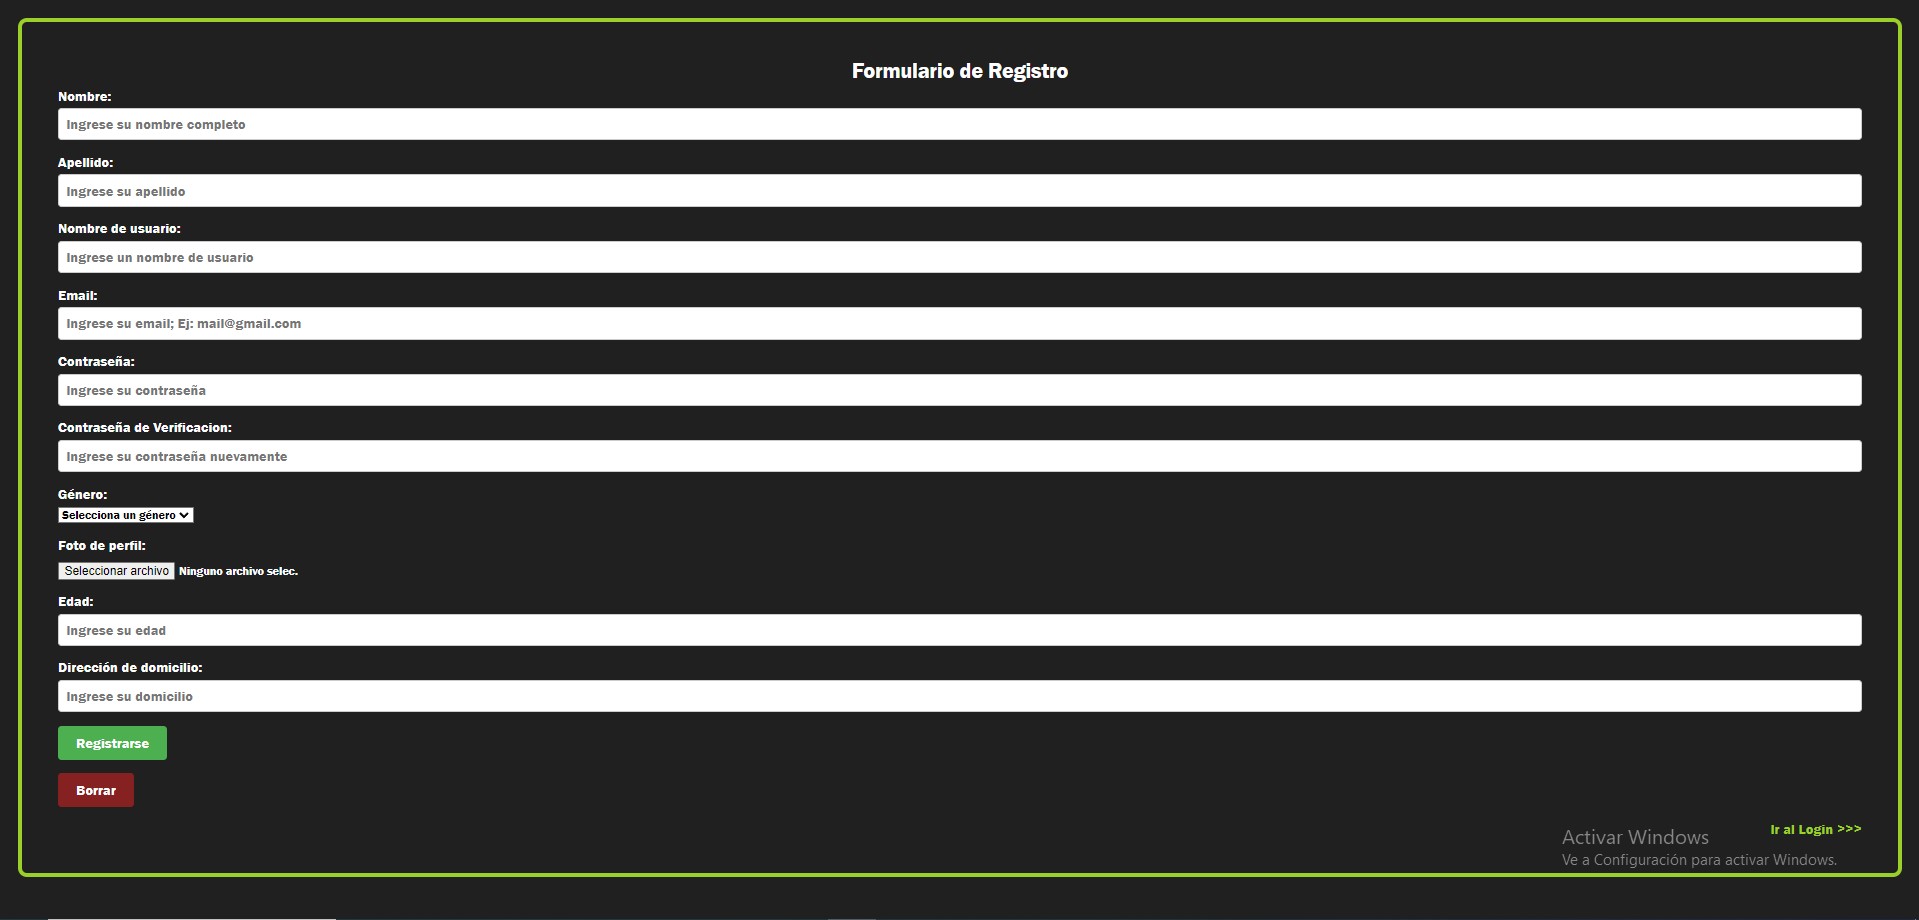 Formulario de Registro
Nombre:
Ingrese su nombre completo
Apellido:
Ingrese su apellido
Nombre de usuario:
Ingrese un nombre de usuario
Email:
Ingrese su email; Ej: mail@gmail.com
Contraseña:
Ingrese su contraseña
Contraseña de Verificacion:
Ingrese su contraseña nuevamente
Género:
Selecciona un género
Foto de perfil:
Seleccionar archivo Ninguno archivo selec.
Edad:
Ingrese su edad
Dirección de domicilio:
Ingrese su domicilio
Registrarse
Borrar
Ir al Login >>>
Activar Windows
Ve a Configuración para activar Windows.